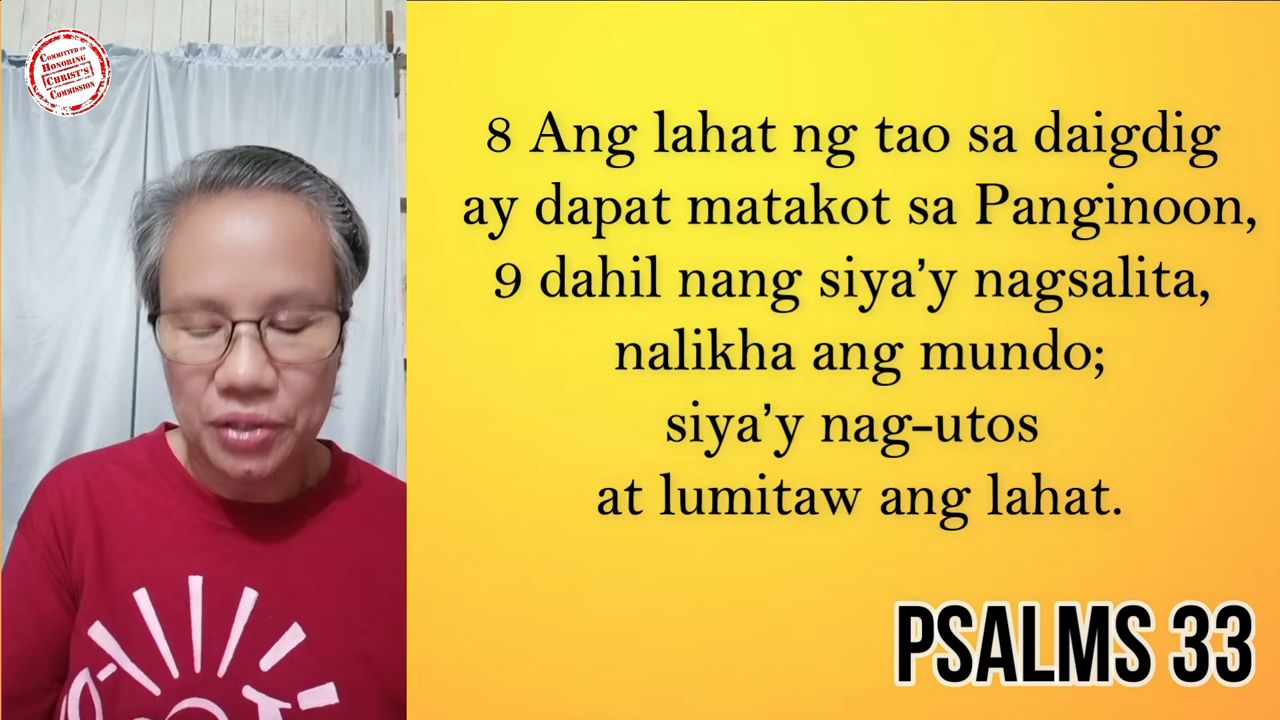 COMMITTED TO
HONORING
CHRIST'S
COMMISSION
8 Ang lahat ng tao sa daigdig
ay dapat matakot sa Panginoon,
9 dahil nang siya’y nagsalita,
nalikha ang mundo;
siya’y nag-utos
at lumitaw ang lahat.
PSALMS 33